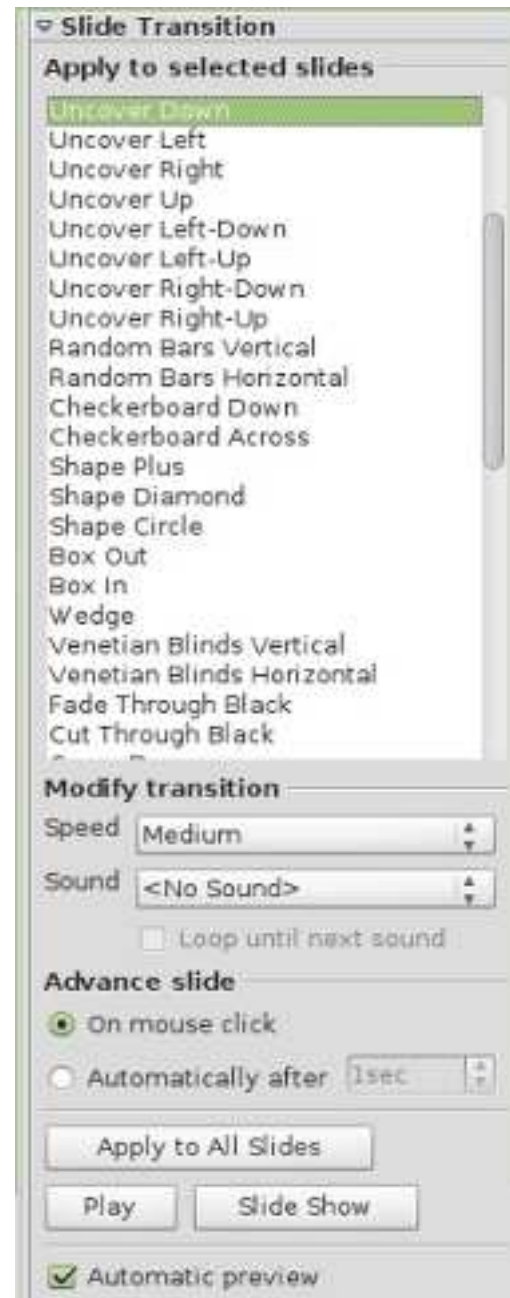 Slide Transition
Apply to selected slides
Uncover Down
Uncover Left
Uncover Right
Uncover Up
Uncover Left-Down
Uncover Left-Up
Uncover Right-Down
Uncover Right-Up
Random Bars Vertical
Random Bars Horizontal
Checkerboard Down
Checkerboard Across
Shape Plus
Shape Diamond
Shape Circle
Box Out
Box In
Wedge
Venetian Blinds Vertical
Venetian Blinds Horizontal
Fade Through Black
Cut Through Black
Modify transition
Speed Medium
Sound <No Sound>
Loop until next sound
Advance slide
On mouse click
Automatically after 1sec
Apply to All Slides
Play Slide Show
Automatic preview